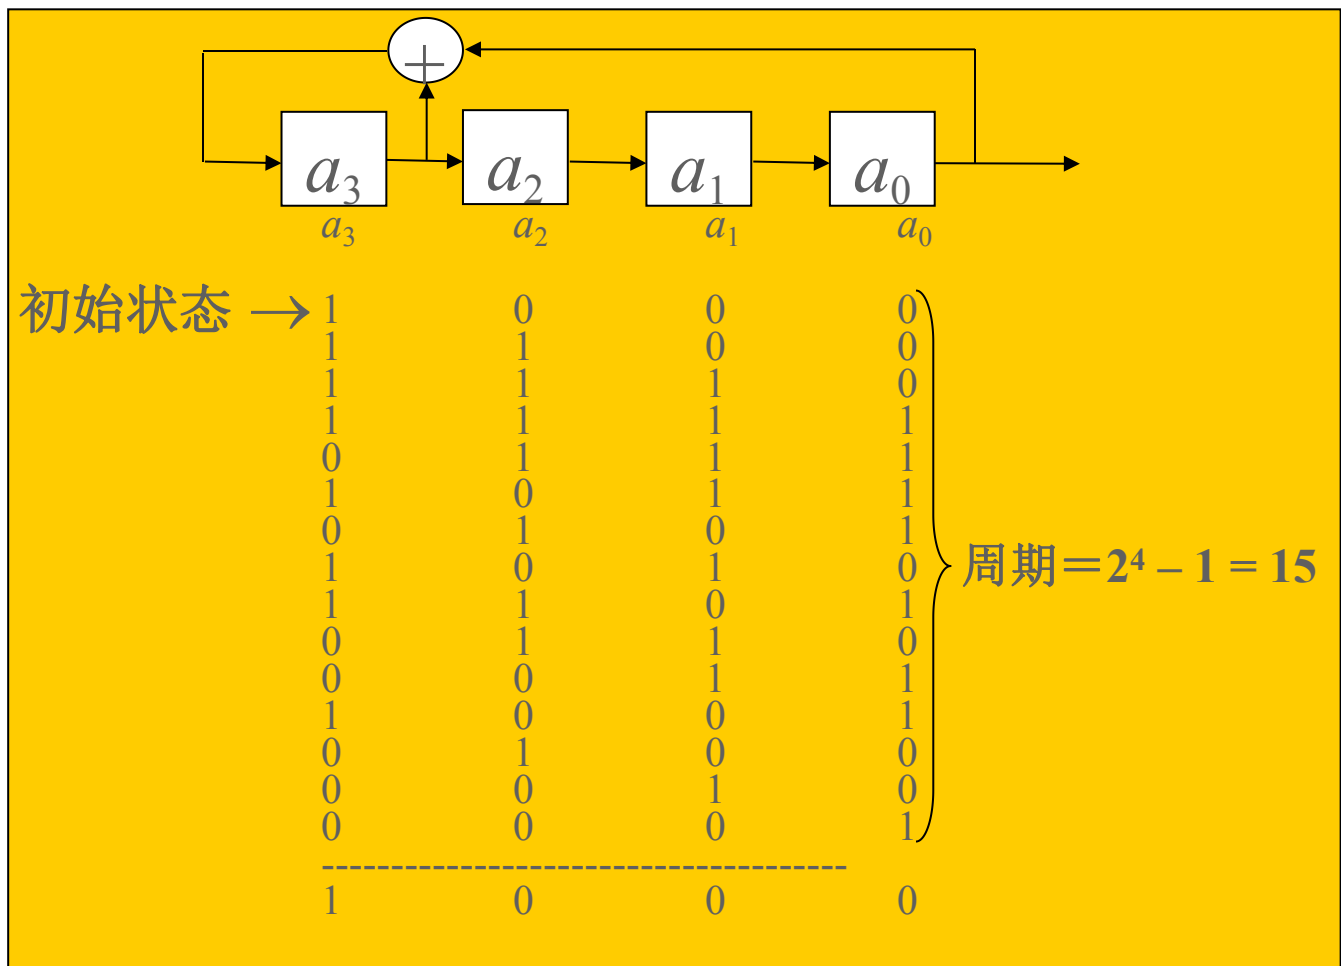 +
a₃ a₂ a₁ a₀
a₃ a₂ a₁ a₀
初始状态 → 1 0 0 0
1 1 0 0
1 1 1 0
1 1 1 1
0 1 1 1
1 0 1 1
0 1 0 1
1 0 1 0
1 1 0 1
0 1 1 0
0 0 1 1
1 0 0 1
0 1 0 0
0 0 1 0
0 0 0 1
周期＝2⁴ – 1 = 15
--------------------------------------
1 0 0 0